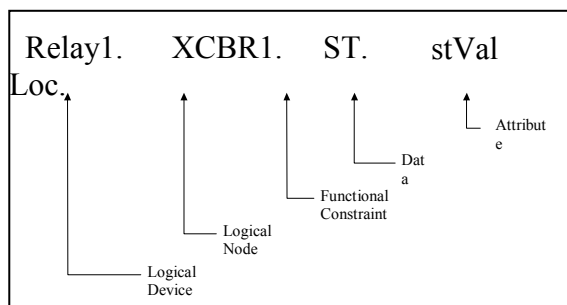 Relay1. XCBR1. ST. stVal
Loc.
Attribut
e
Dat
a
Functional
Constraint
Logical
Node
Logical
Device